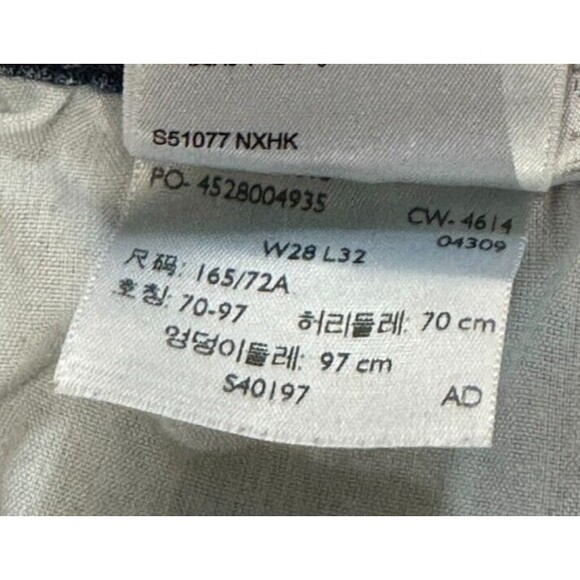 S51077 NXHK
PO- 4528004935
CW- 4614
04309
W28 L32
尺码: 165/72A
호칭: 70-97 허리둘레: 70 cm
엉덩이둘레: 97 cm
S40197
AD